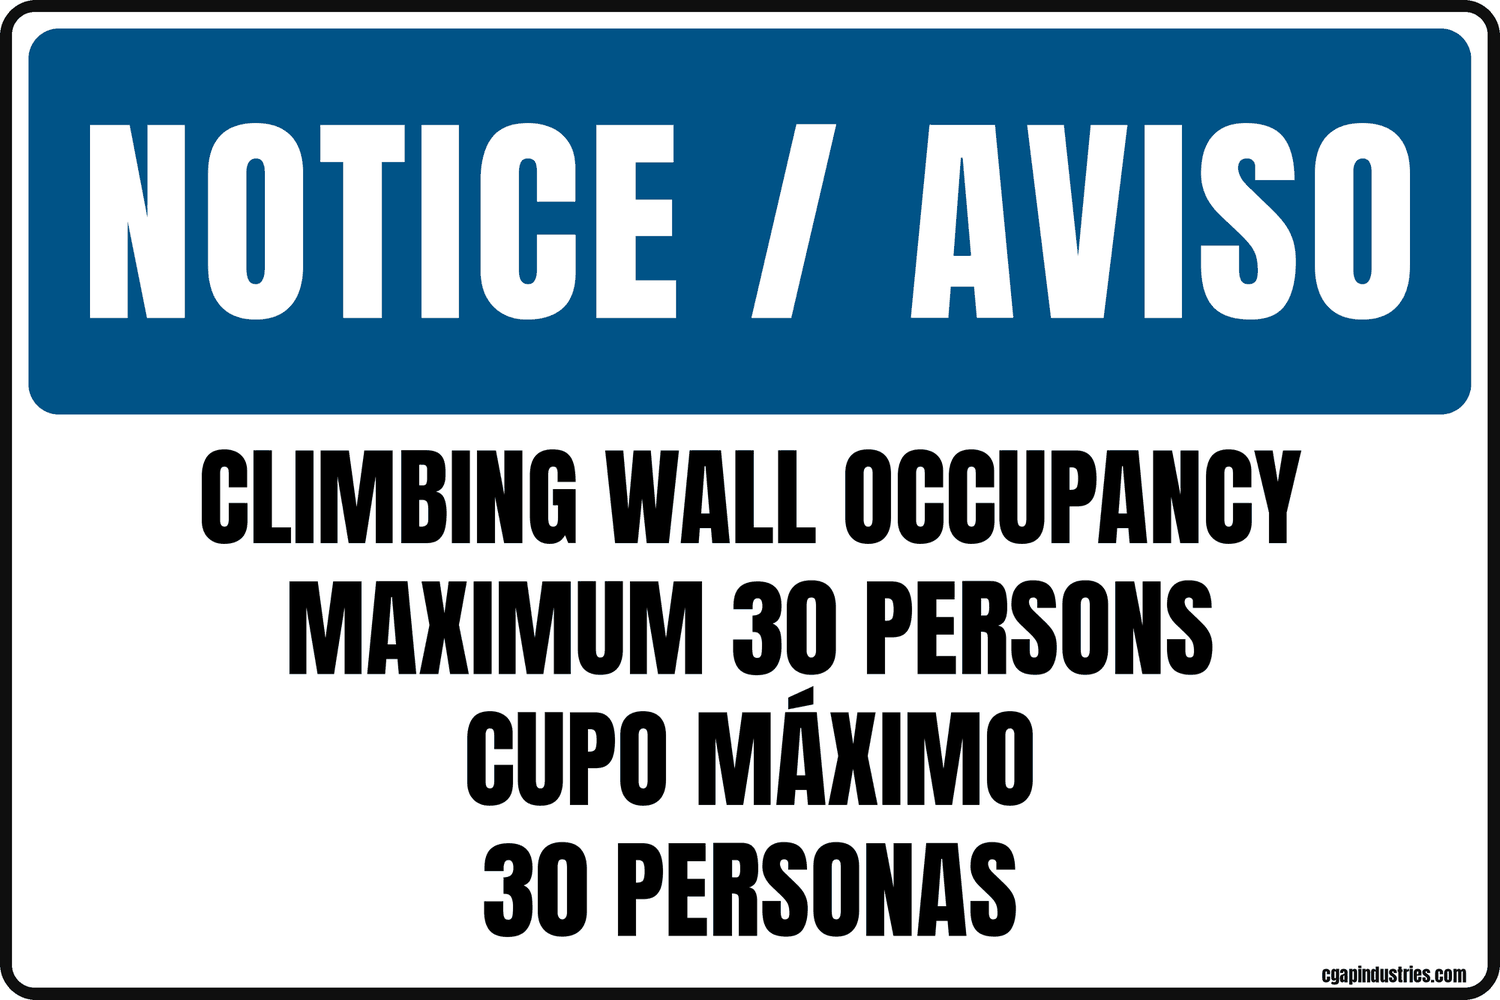 NOTICE / AVISO
CLIMBING WALL OCCUPANCY
MAXIMUM 30 PERSONS
CUPO MÁXIMO
30 PERSONAS
cgapindustries.com